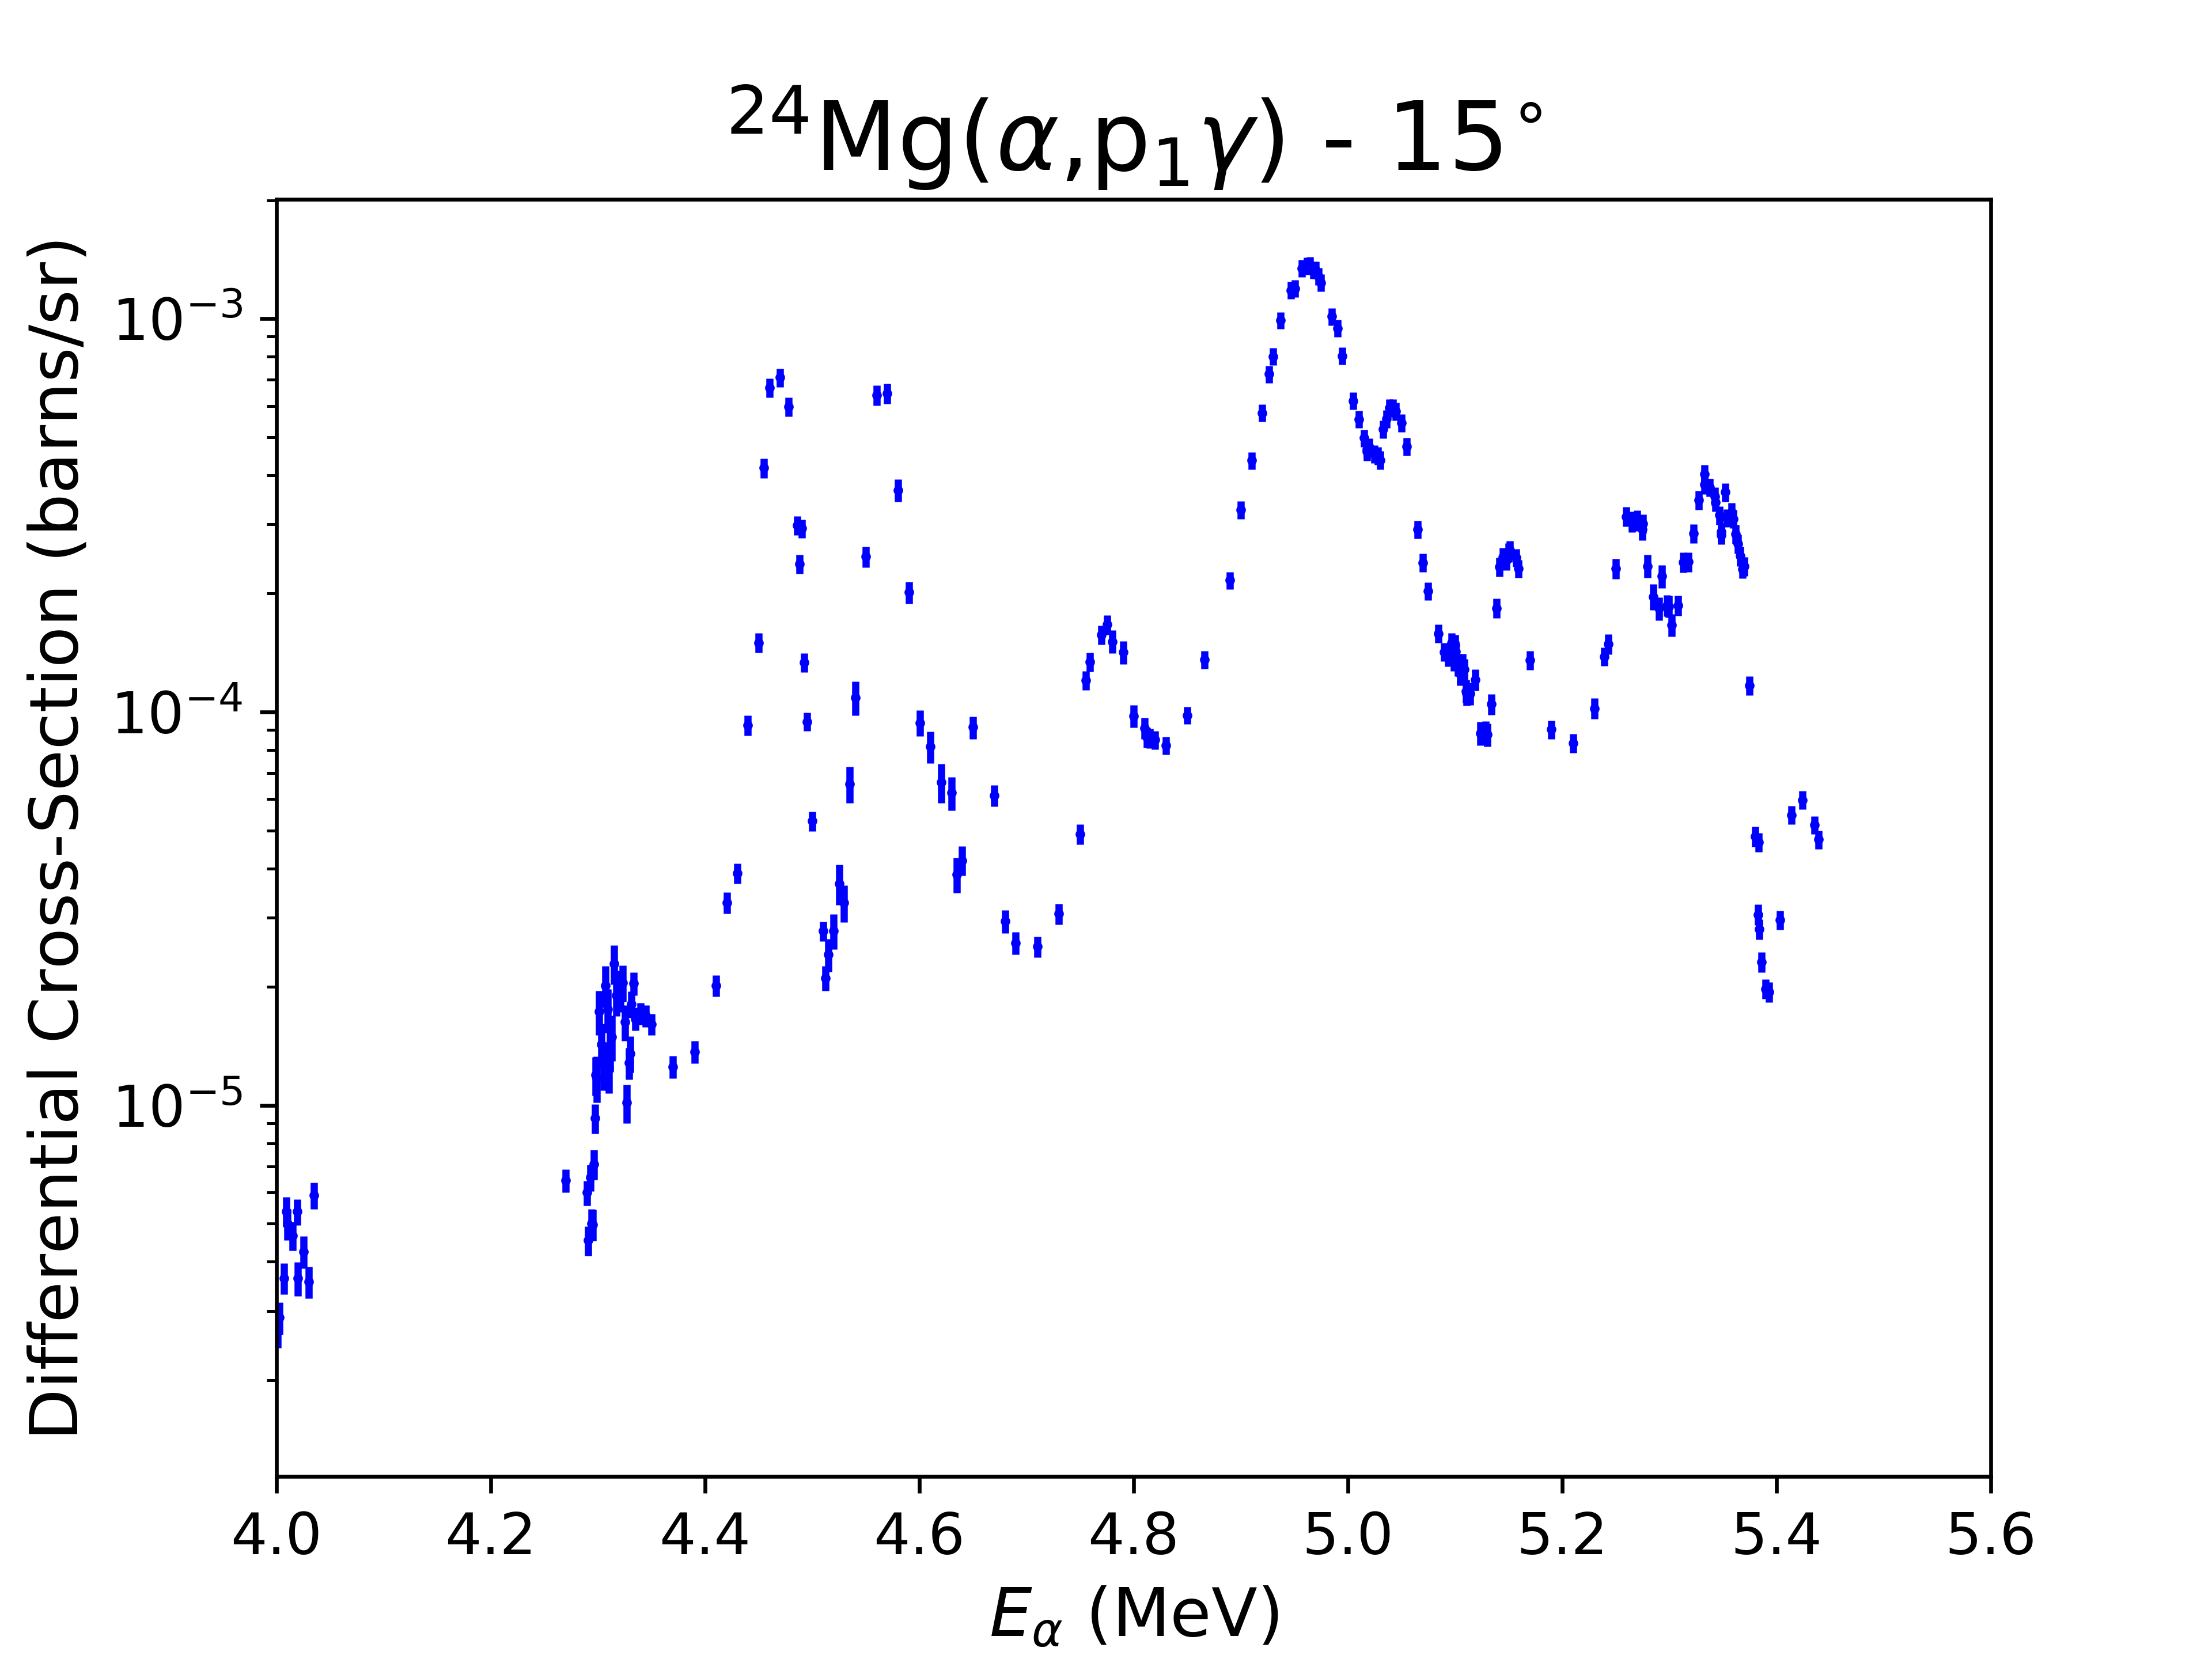 ²⁴Mg(α,p₁γ) - 15°
Differential Cross-Section (barns/sr)
10⁻³
10⁻⁴
10⁻⁵
4.0 4.2 4.4 4.6 4.8 5.0 5.2 5.4 5.6
E_α (MeV)